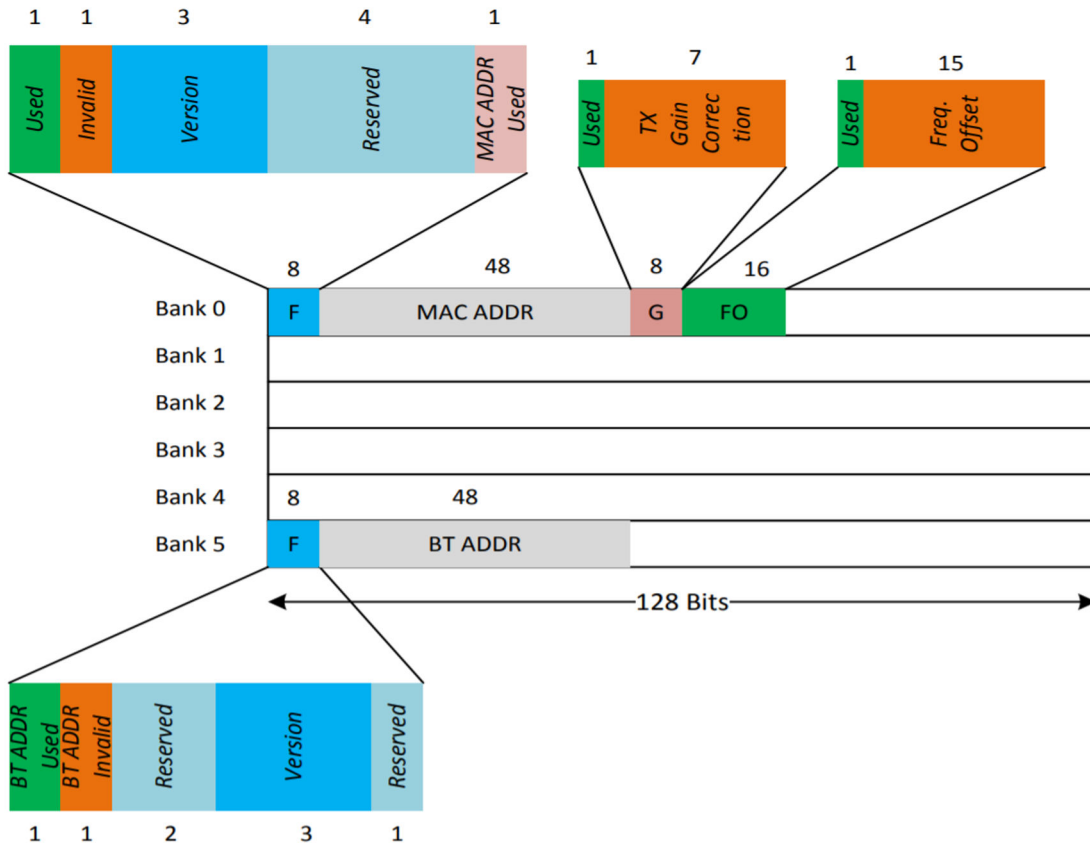 1 1 3 4 1
Used
Invalid
Version
Reserved
MAC ADDR
Used
1 7
Used
TX
Gain
Correc
tion
1 15
Used
Freq.
Offset
8 48 8 16
Bank 0 F MAC ADDR G FO
Bank 1
Bank 2
Bank 3
Bank 4 8 48
Bank 5 F BT ADDR
128 Bits
BT ADDR
Used
BT ADDR
Invalid
Reserved
Version
Reserved
1 1 2 3 1